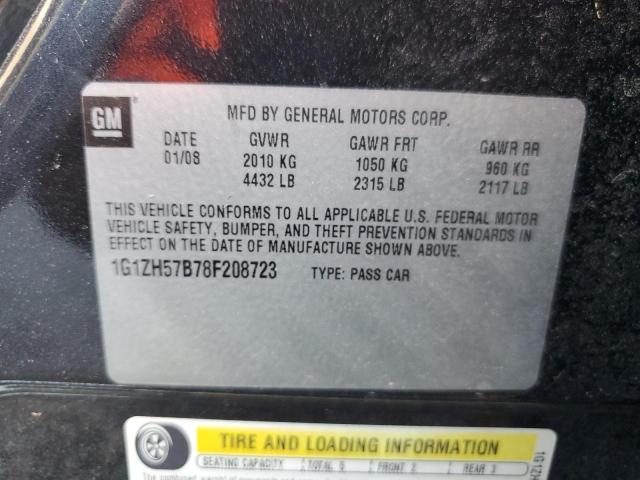 GM
MFD BY GENERAL MOTORS CORP.
DATE GVWR GAWR FRT GAWR RR
01/08 2010 KG 1050 KG 960 KG
4432 LB 2315 LB 2117 LB
THIS VEHICLE CONFORMS TO ALL APPLICABLE U.S. FEDERAL MOTOR
VEHICLE SAFETY, BUMPER, AND THEFT PREVENTION STANDARDS IN
EFFECT ON THE DATE OF MANUFACTURE SHOWN ABOVE.
1G1ZH57B78F208723 TYPE: PASS CAR
TIRE AND LOADING INFORMATION
SEATING CAPACITY TOTAL 5 FRONT 2 REAR 3
The combined
1G1ZH